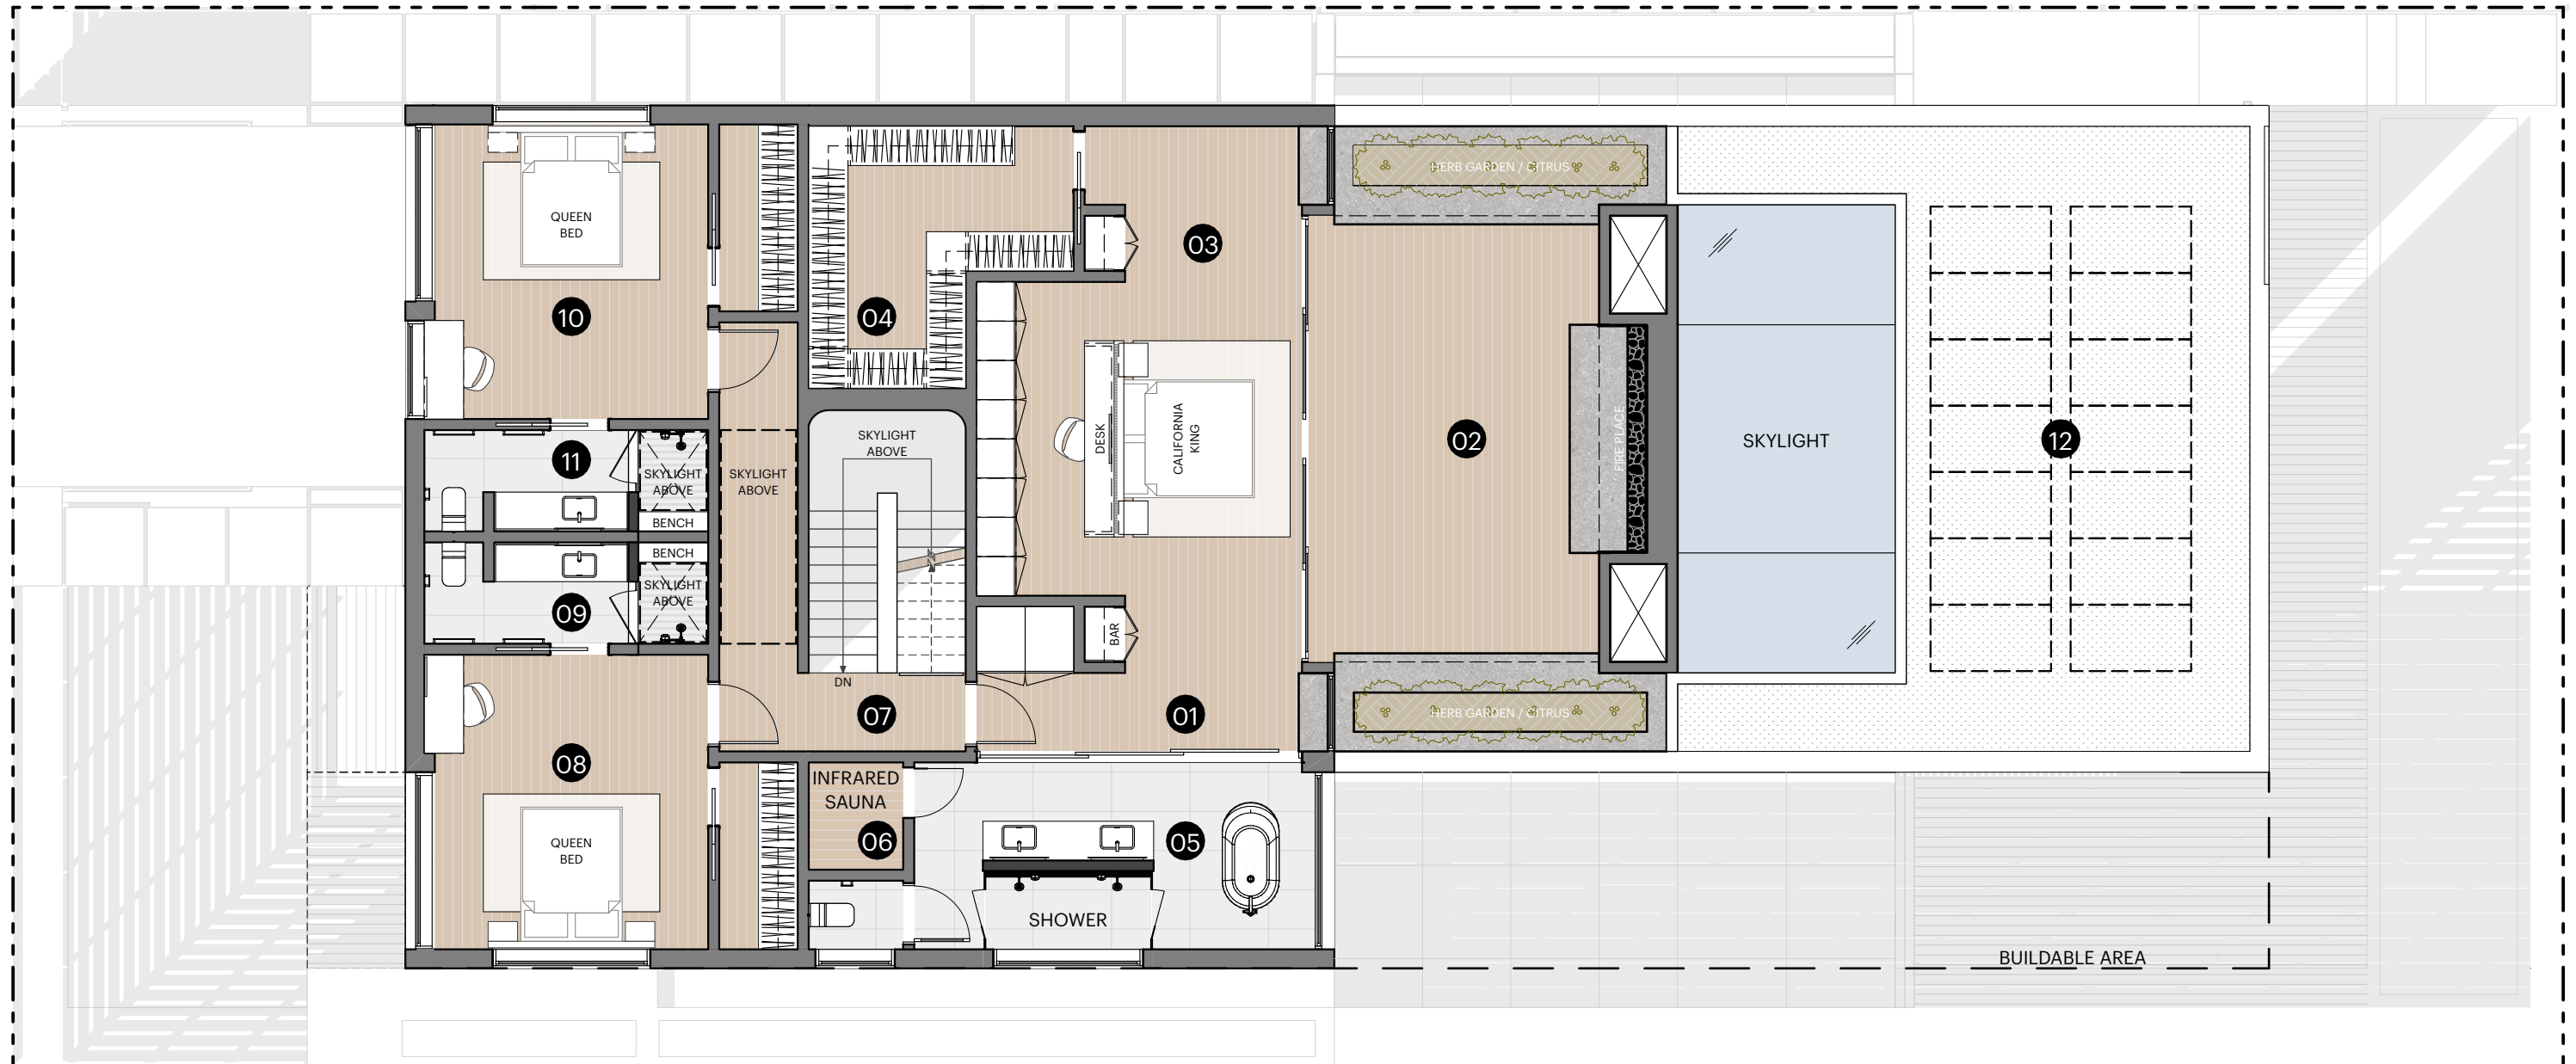 HERB GARDEN / CITRUS
QUEEN
BED
10
04
03
SKYLIGHT
ABOVE
11
SKYLIGHT
ABOVE
BENCH
SKYLIGHT
ABOVE
DESK
CALIFORNIA
KING
02
FIRE PLACE
SKYLIGHT
12
BENCH
SKYLIGHT
ABOVE
09
BAR
DN
07
01
HERB GARDEN / CITRUS
08
INFRARED
SAUNA
06
05
QUEEN
BED
SHOWER
BUILDABLE AREA